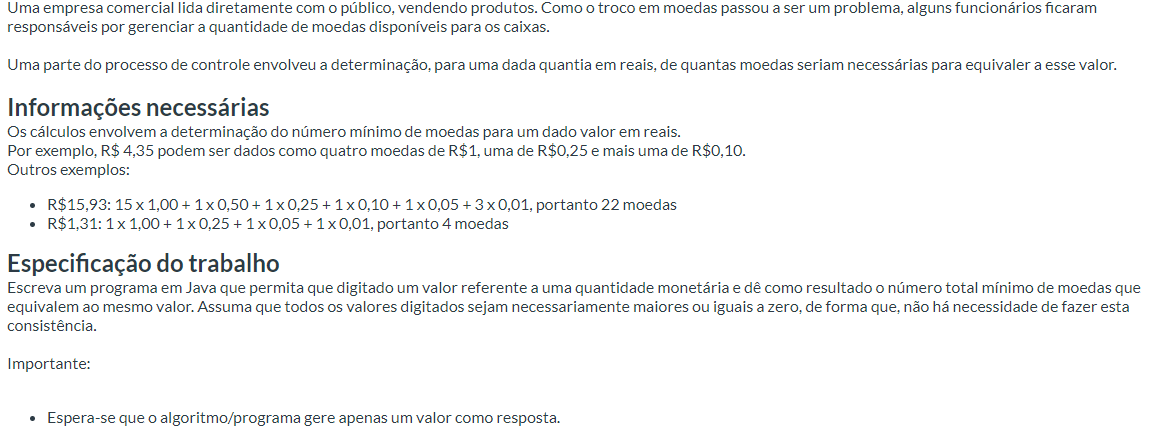 Uma empresa comercial lida diretamente com o público, vendendo produtos. Como o troco em moedas passou a ser um problema, alguns funcionários ficaram
responsáveis por gerenciar a quantidade de moedas disponíveis para os caixas.
Uma parte do processo de controle envolveu a determinação, para uma dada quantia em reais, de quantas moedas seriam necessárias para equivaler a esse valor.
Informações necessárias
Os cálculos envolvem a determinação do número mínimo de moedas para um dado valor em reais.
Por exemplo, R$ 4,35 podem ser dados como quatro moedas de R$1, uma de R$0,25 e mais uma de R$0,10.
Outros exemplos:
• R$15,93: 15 x 1,00 + 1 x 0,50 + 1 x 0,25 + 1 x 0,10 + 1 x 0,05 + 3 x 0,01, portanto 22 moedas
• R$1,31: 1 x 1,00 + 1 x 0,25 + 1 x 0,05 + 1 x 0,01, portanto 4 moedas
Especificação do trabalho
Escreva um programa em Java que permita que digitado um valor referente a uma quantidade monetária e dê como resultado o número total mínimo de moedas que
equivalem ao mesmo valor. Assuma que todos os valores digitados sejam necessariamente maiores ou iguais a zero, de forma que, não há necessidade de fazer esta
consistência.
Importante:
• Espera-se que o algoritmo/programa gere apenas um valor como resposta.